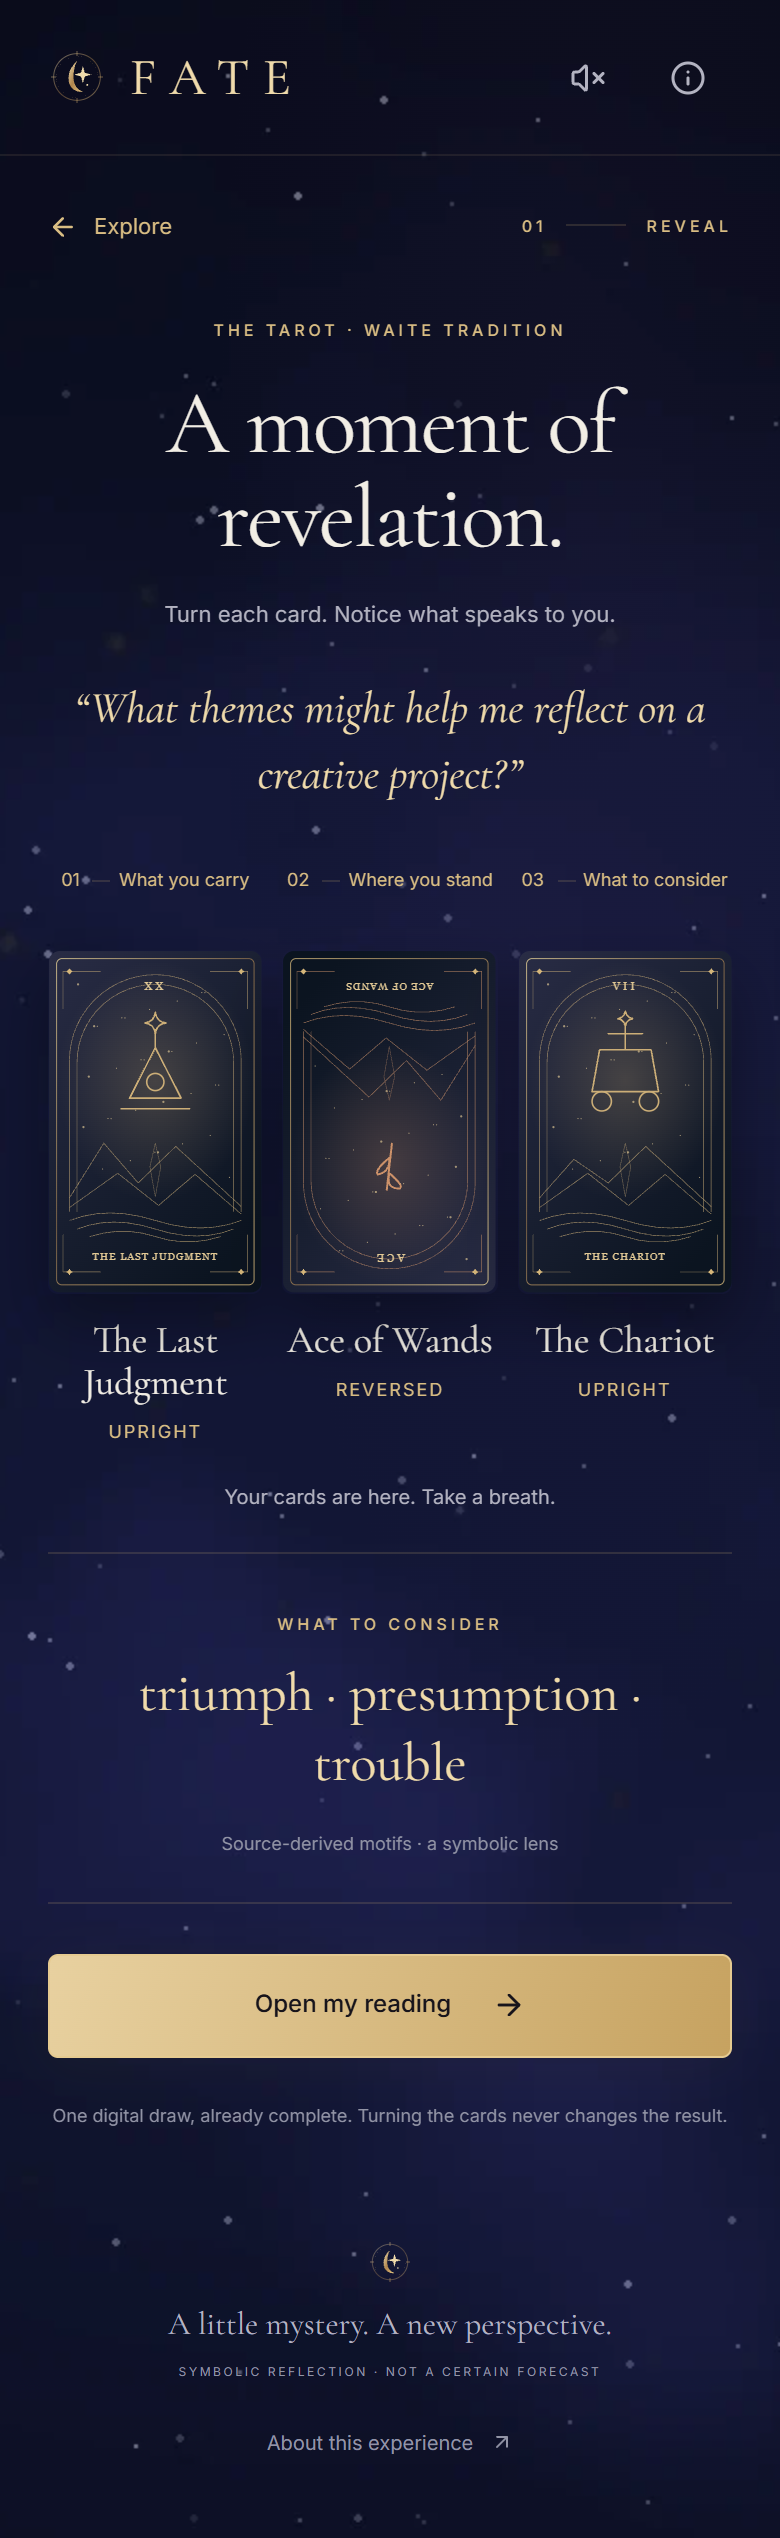 FATE
Explore
01 REVEAL
THE TAROT · WAITE TRADITION
A moment of
revelation.
Turn each card. Notice what speaks to you.
“What themes might help me reflect on a
creative project?”
01 — What you carry
02 — Where you stand
03 — What to consider
XX
THE LAST JUDGMENT
ACE OF WANDS
ACE
VII
THE CHARIOT
The Last
Judgment
UPRIGHT
Ace of Wands
REVERSED
The Chariot
UPRIGHT
Your cards are here. Take a breath.
WHAT TO CONSIDER
triumph · presumption ·
trouble
Source-derived motifs · a symbolic lens
Open my reading
One digital draw, already complete. Turning the cards never changes the result.
A little mystery. A new perspective.
SYMBOLIC REFLECTION · NOT A CERTAIN FORECAST
About this experience